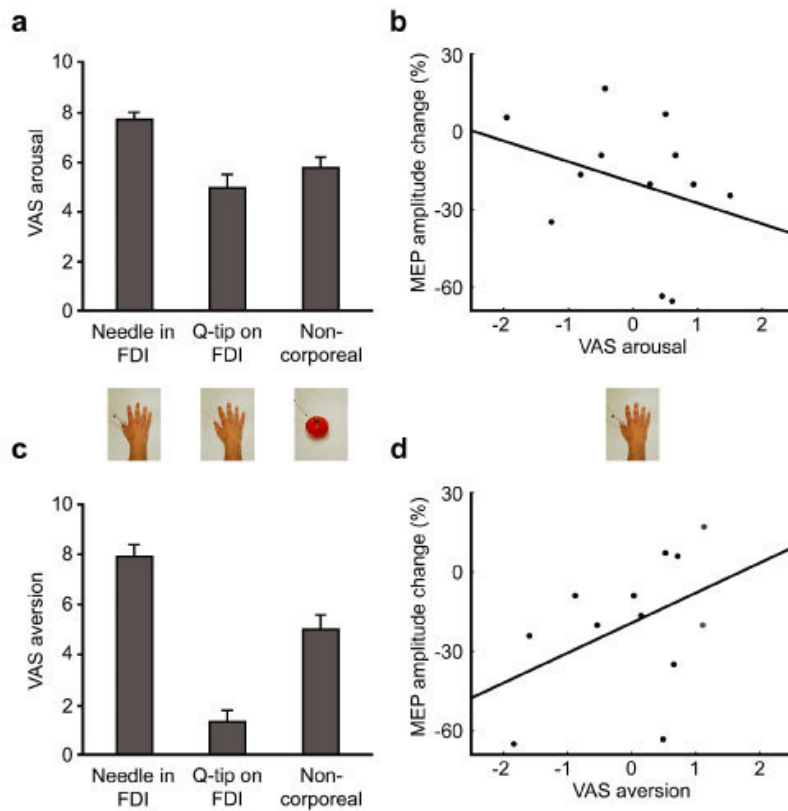 a
10
8
6
4
2
0
VAS arousal
Needle in
FDI
Q-tip on
FDI
Non-
corporeal
b
30
0
-30
-60
MEP amplitude change (%)
-2 -1 0 1 2
VAS arousal
c
10
8
6
4
2
0
VAS aversion
Needle in
FDI
Q-tip on
FDI
Non-
corporeal
d
30
0
-30
-60
MEP amplitude change (%)
-2 -1 0 1 2
VAS aversion